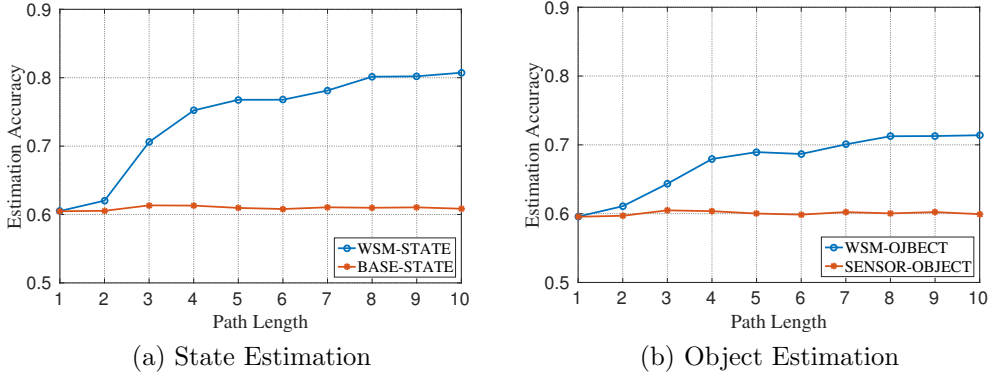 0.9
0.8
0.7
0.6
0.5
Estimation Accuracy
WSM-STATE
BASE-STATE
1 2 3 4 5 6 7 8 9 10
Path Length
(a) State Estimation
0.9
0.8
0.7
0.6
0.5
Estimation Accuracy
WSM-OJBECT
SENSOR-OBJECT
1 2 3 4 5 6 7 8 9 10
Path Length
(b) Object Estimation